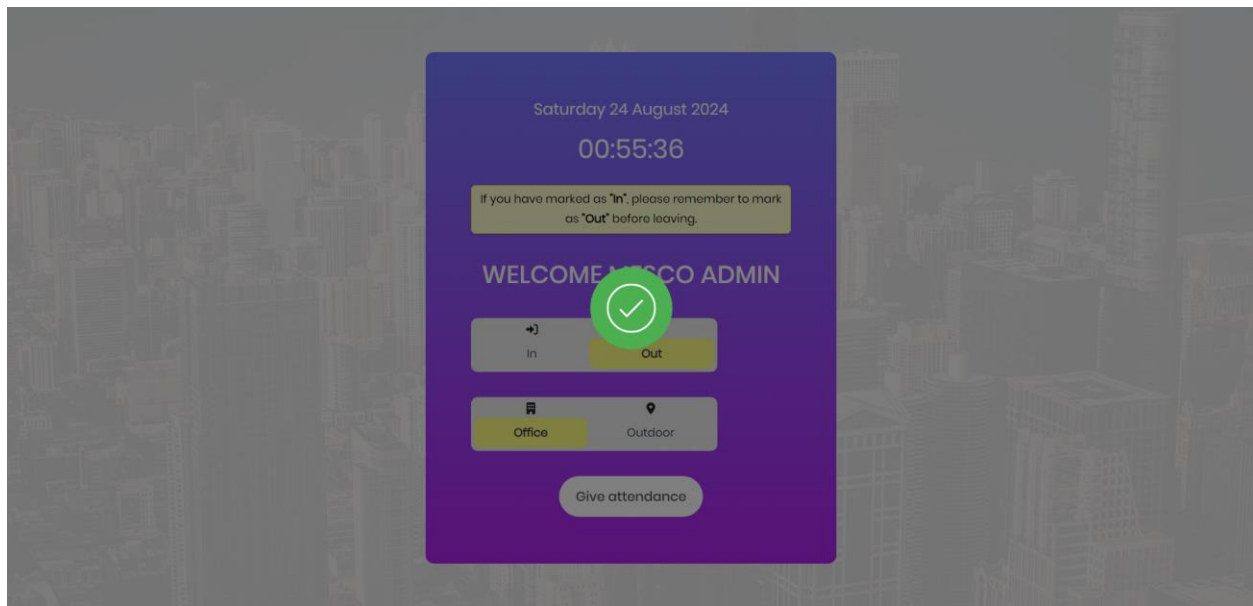 Saturday 24 August 2024
00:55:36
If you have marked as "In", please remember to mark
as "Out" before leaving.
WELCOME MESCO ADMIN
In Out
Office Outdoor
Give attendance